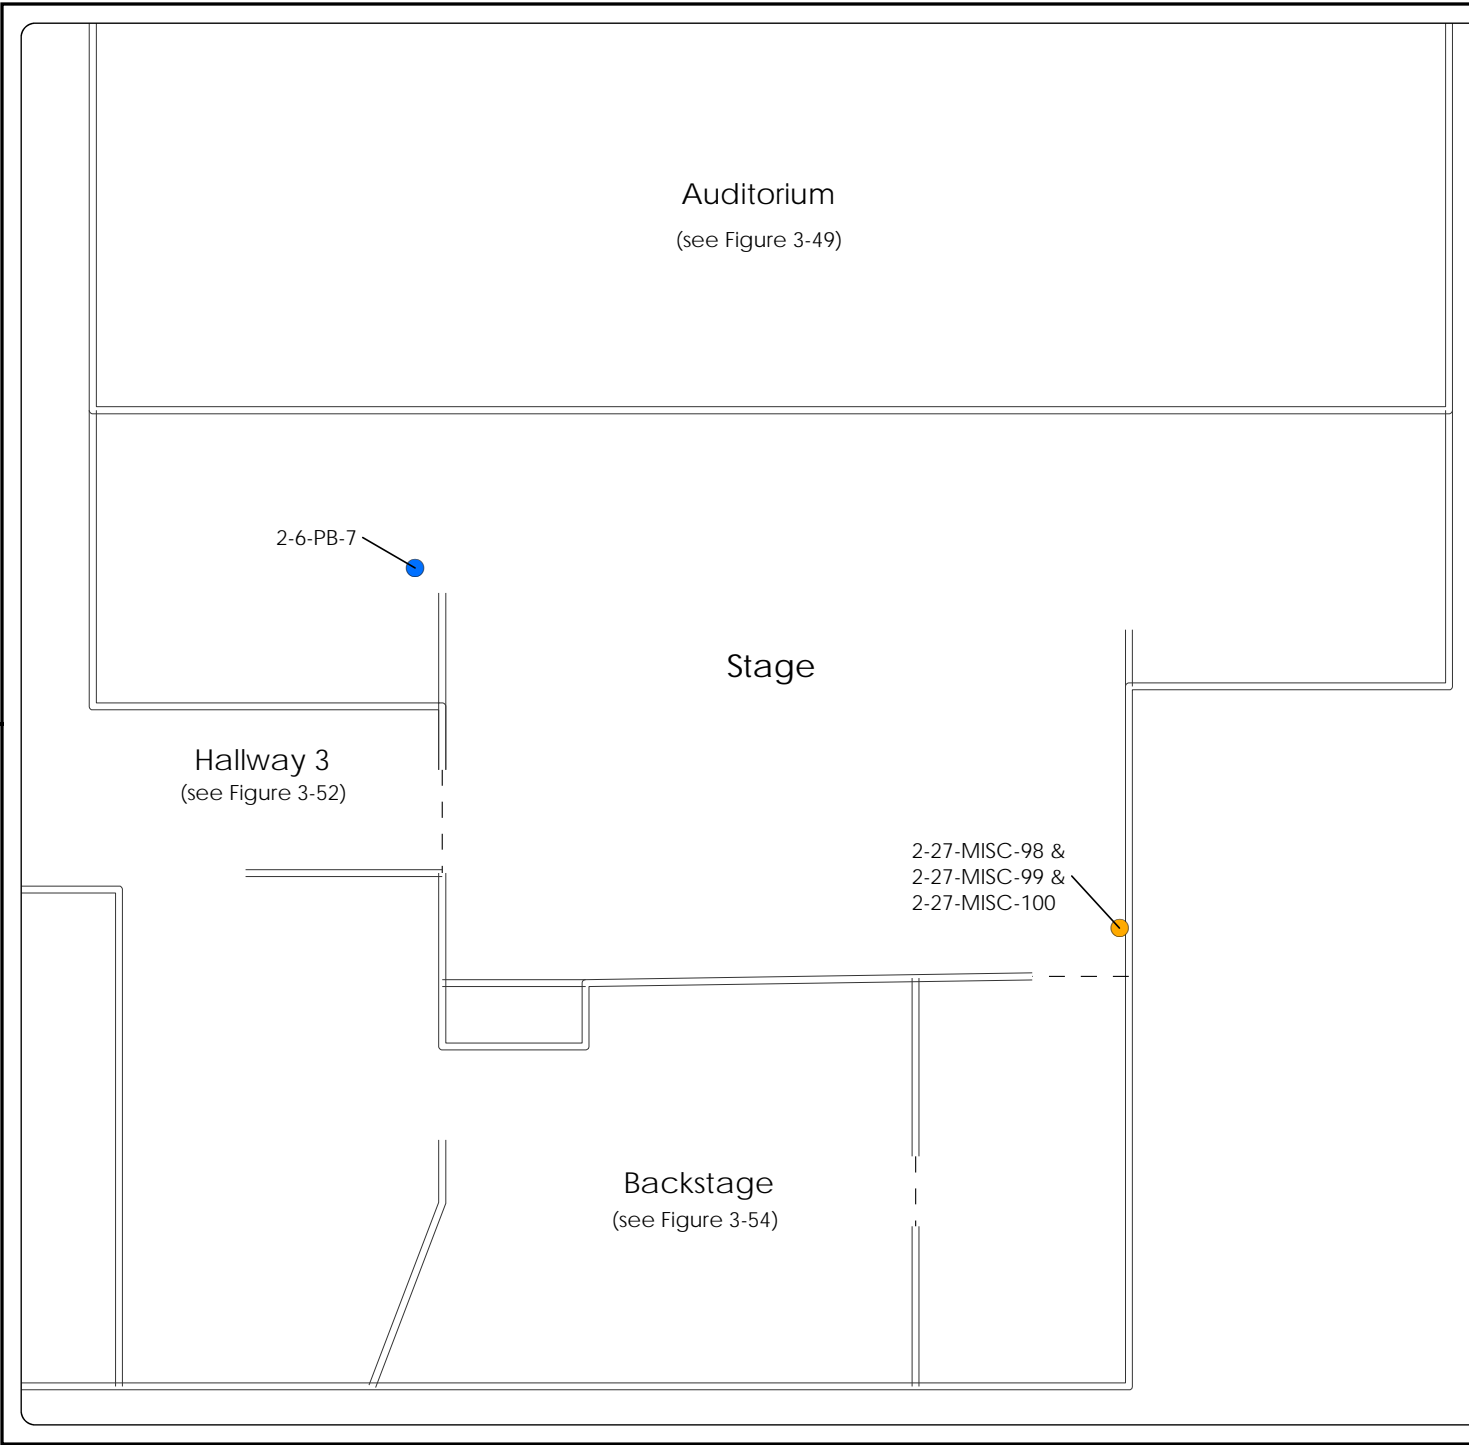 Auditorium
(see Figure 3-49)
2-6-PB-7
Stage
Hallway 3
(see Figure 3-52)
2-27-MISC-98 &
2-27-MISC-99 &
2-27-MISC-100
Backstage
(see Figure 3-54)